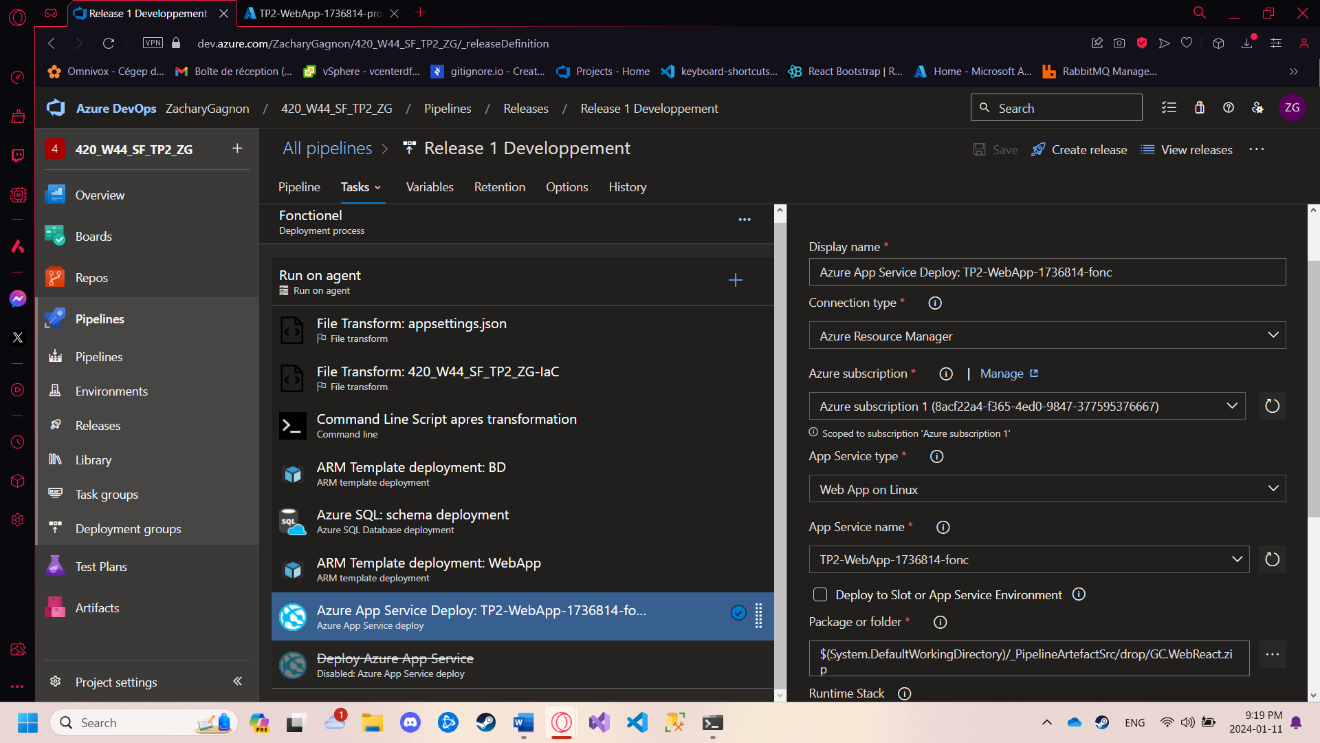 Release 1 Developpement
TP2-WebApp-1736814-pro
VPN
dev.azure.com/ZacharyGagnon/420_W44_SF_TP2_ZG/_releaseDefinition
Omnivox - Cégep d...
Boîte de réception (...
vSphere - vcenterdf...
gitignore.io - Creat...
Projects - Home
keyboard-shortcuts...
React Bootstrap | R...
Home - Microsoft A...
RabbitMQ Manage...
Azure DevOps ZacharyGagnon / 420_W44_SF_TP2_ZG / Pipelines / Releases / Release 1 Developpement
Search
ZG
4 420_W44_SF_TP2_ZG
Overview
Boards
Repos
Pipelines
Pipelines
Environments
Releases
Library
Task groups
Deployment groups
Test Plans
Artifacts
Project settings
All pipelines > Release 1 Developpement
Save
Create release
View releases
Pipeline Tasks Variables Retention Options History
Fonctionel
Deployment process
Run on agent
Run on agent
File Transform: appsettings.json
File transform
File Transform: 420_W44_SF_TP2_ZG-IaC
File transform
Command Line Script apres transformation
Command line
ARM Template deployment: BD
ARM template deployment
Azure SQL: schema deployment
Azure SQL Database deployment
ARM Template deployment: WebApp
ARM template deployment
Azure App Service Deploy: TP2-WebApp-1736814-fo...
Azure App Service deploy
Deploy Azure App Service
Disabled: Azure App Service deploy
Display name *
Azure App Service Deploy: TP2-WebApp-1736814-fonc
Connection type *
Azure Resource Manager
Azure subscription * | Manage
Azure subscription 1 (8acf22a4-f365-4ed0-9847-377595376667)
Scoped to subscription 'Azure subscription 1'
App Service type *
Web App on Linux
App Service name *
TP2-WebApp-1736814-fonc
Deploy to Slot or App Service Environment
Package or folder *
$(System.DefaultWorkingDirectory)/_PipelineArtefactSrc/drop/GC.WebReact.zi
p
Runtime Stack
Search
PRE
1
ENG
9:19 PM
2024-01-11